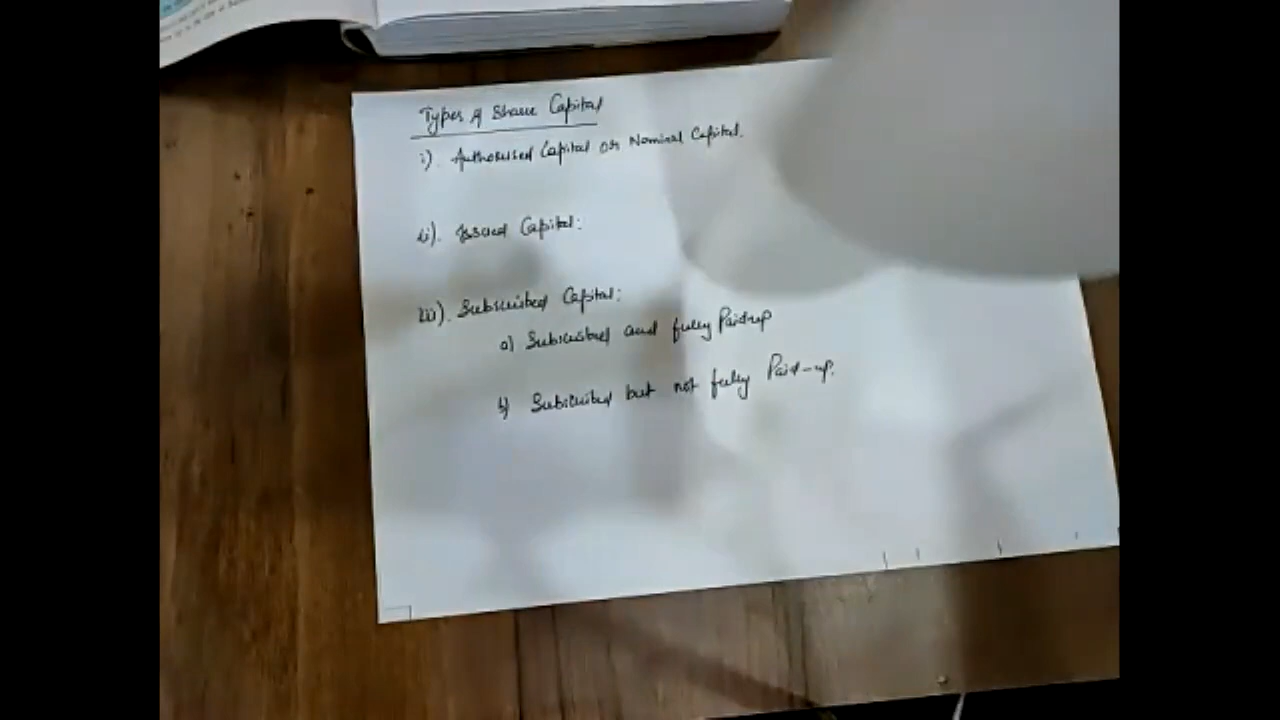 Types of Share Capital
i). Authorised Capital or Nominal Capital.
ii). Issued Capital:
iii). Subscribed Capital:
a) Subscribed and fully Paid-up
b) Subscribed but not fully Paid-up.